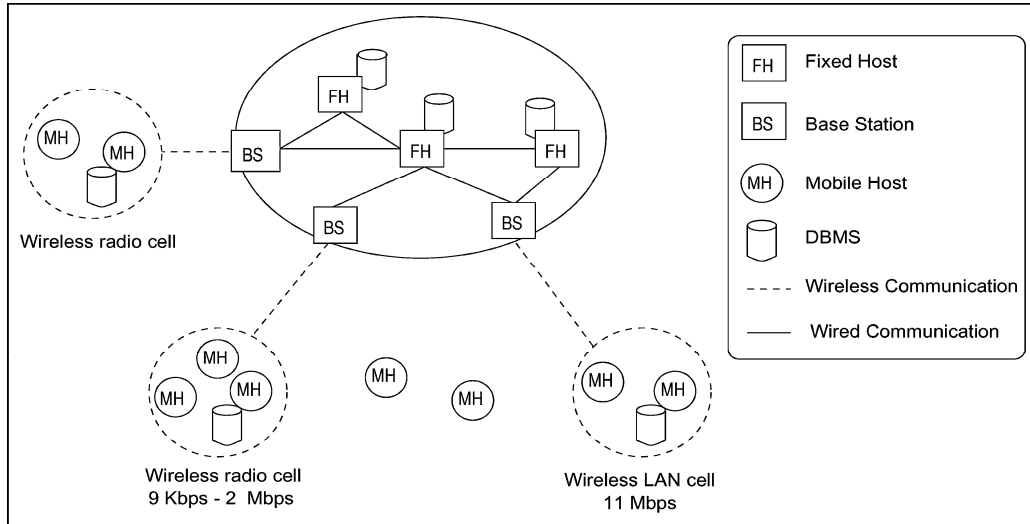 FH
FH
FH
BS
BS
BS
MH
MH
Wireless radio cell
MH
MH
MH
Wireless radio cell
9 Kbps - 2 Mbps
MH
MH
MH
MH
Wireless LAN cell
11 Mbps
FH Fixed Host
BS Base Station
MH Mobile Host
DBMS
Wireless Communication
Wired Communication